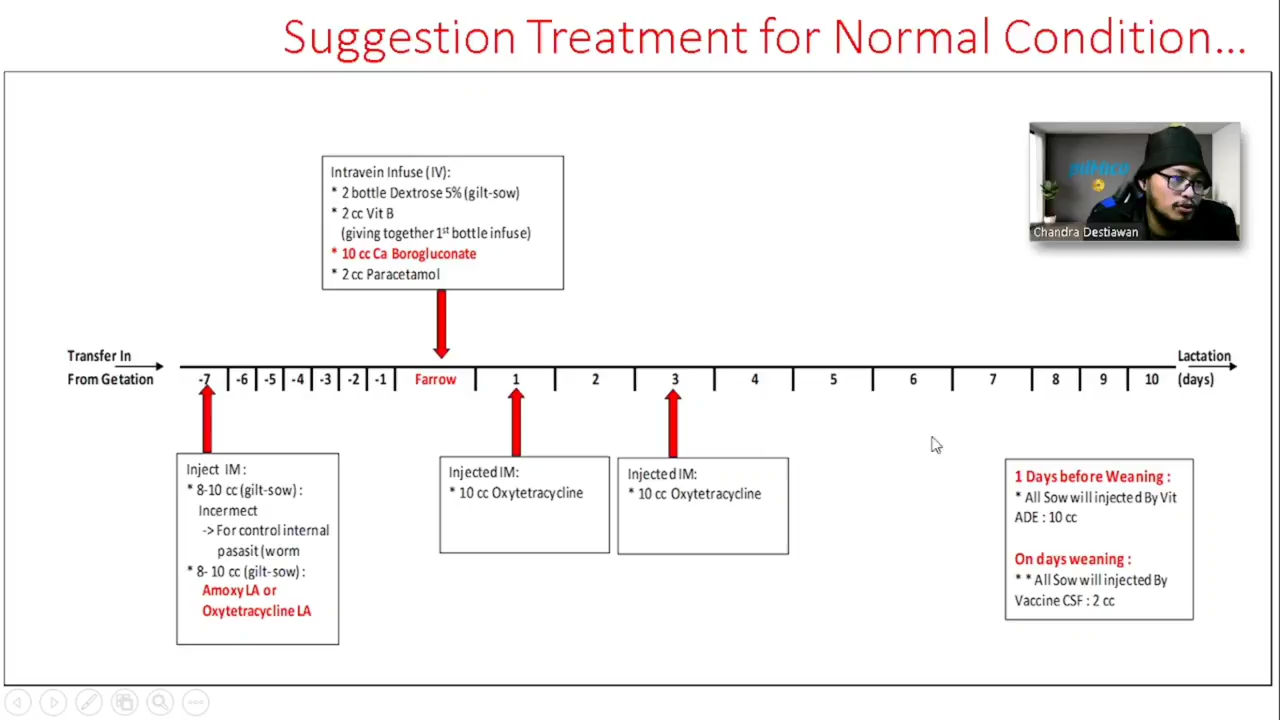 Suggestion Treatment for Normal Condition...
Chandra Destiawan
Intravein Infuse (IV):
* 2 bottle Dextrose 5% (gilt-sow)
* 2 cc Vit B
(giving together 1st bottle infuse)
* 10 cc Ca Borogluconate
* 2 cc Paracetamol
Transfer In
From Getation
-7 -6 -5 -4 -3 -2 -1 Farrow 1 2 3 4 5 6 7 8 9 10
Lactation
(days)
Inject IM :
* 8-10 cc (gilt-sow) :
Incermect
-> For control internal
pasasit (worm
* 8- 10 cc (gilt-sow) :
Amoxy LA or
Oxytetracycline LA
Injected IM:
* 10 cc Oxytetracycline
Injected IM:
* 10 cc Oxytetracycline
1 Days before Weaning :
* All Sow will injected By Vit
ADE : 10 cc
On days weaning :
* * All Sow will injected By
Vaccine CSF : 2 cc